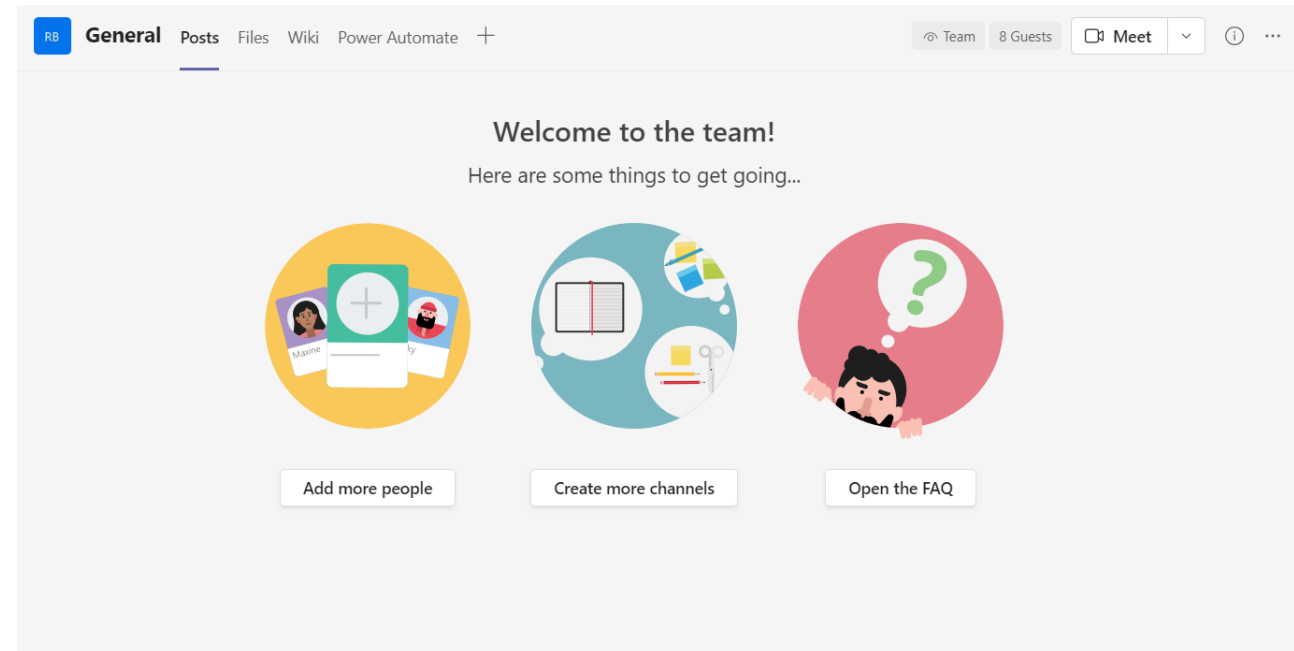 RB General Posts Files Wiki Power Automate Team 8 Guests Meet
Welcome to the team!
Here are some things to get going...
Maxine ky
Add more people Create more channels Open the FAQ